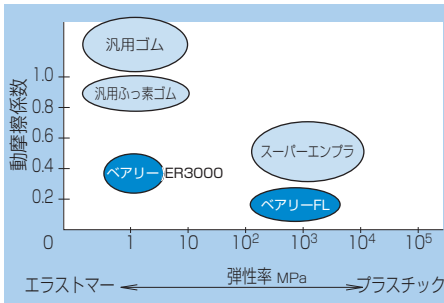 動摩擦係数
汎用ゴム
1.0
汎用ふっ素ゴム
0.8
0.6
スーパーエンプラ
0.4
ベアリーER3000
0.2
ベアリーFL
0 1 10 10² 10³ 10⁴ 10⁵
エラストマー 弾性率 MPa プラスチック